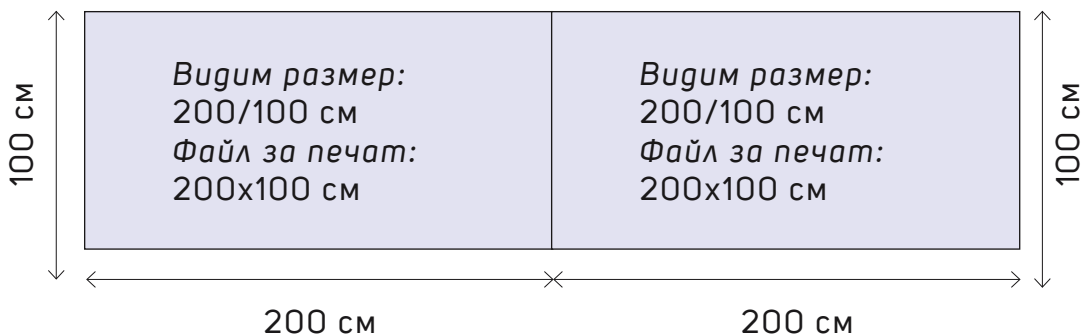 100 см
Видим размер:
200/100 см
Файл за печат:
200x100 см
Видим размер:
200/100 см
Файл за печат:
200x100 см
100 см
200 см
200 см